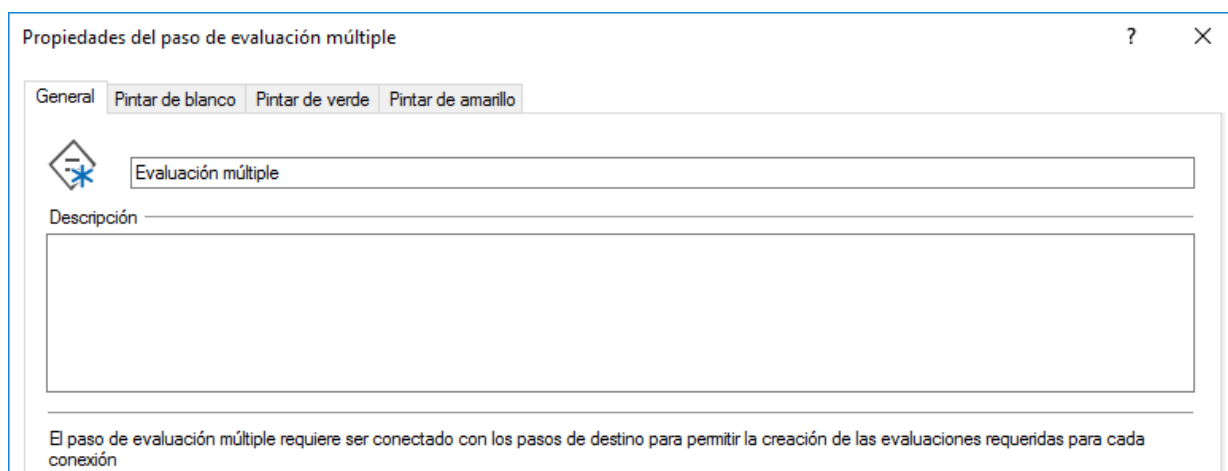 Propiedades del paso de evaluación múltiple ?
General Pintar de blanco Pintar de verde Pintar de amarillo
Evaluación múltiple
Descripción
El paso de evaluación múltiple requiere ser conectado con los pasos de destino para permitir la creación de las evaluaciones requeridas para cada
conexión